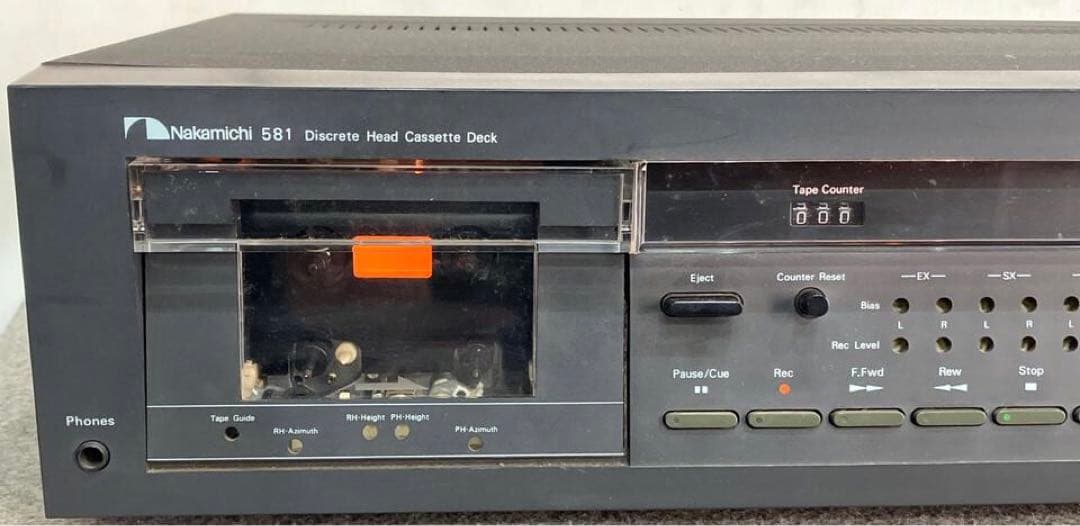 Nakamichi 581 Discrete Head Cassette Deck
Tape Counter
000
Eject
Counter Reset
EX
SX
Bias
L R L R L
Rec Level
Pause/Cue
Rec
F.Fwd
Rew
Stop
Phones
Tape Guide
RH-Azimuth
RH-Height
PH-Height
PH-Azimuth